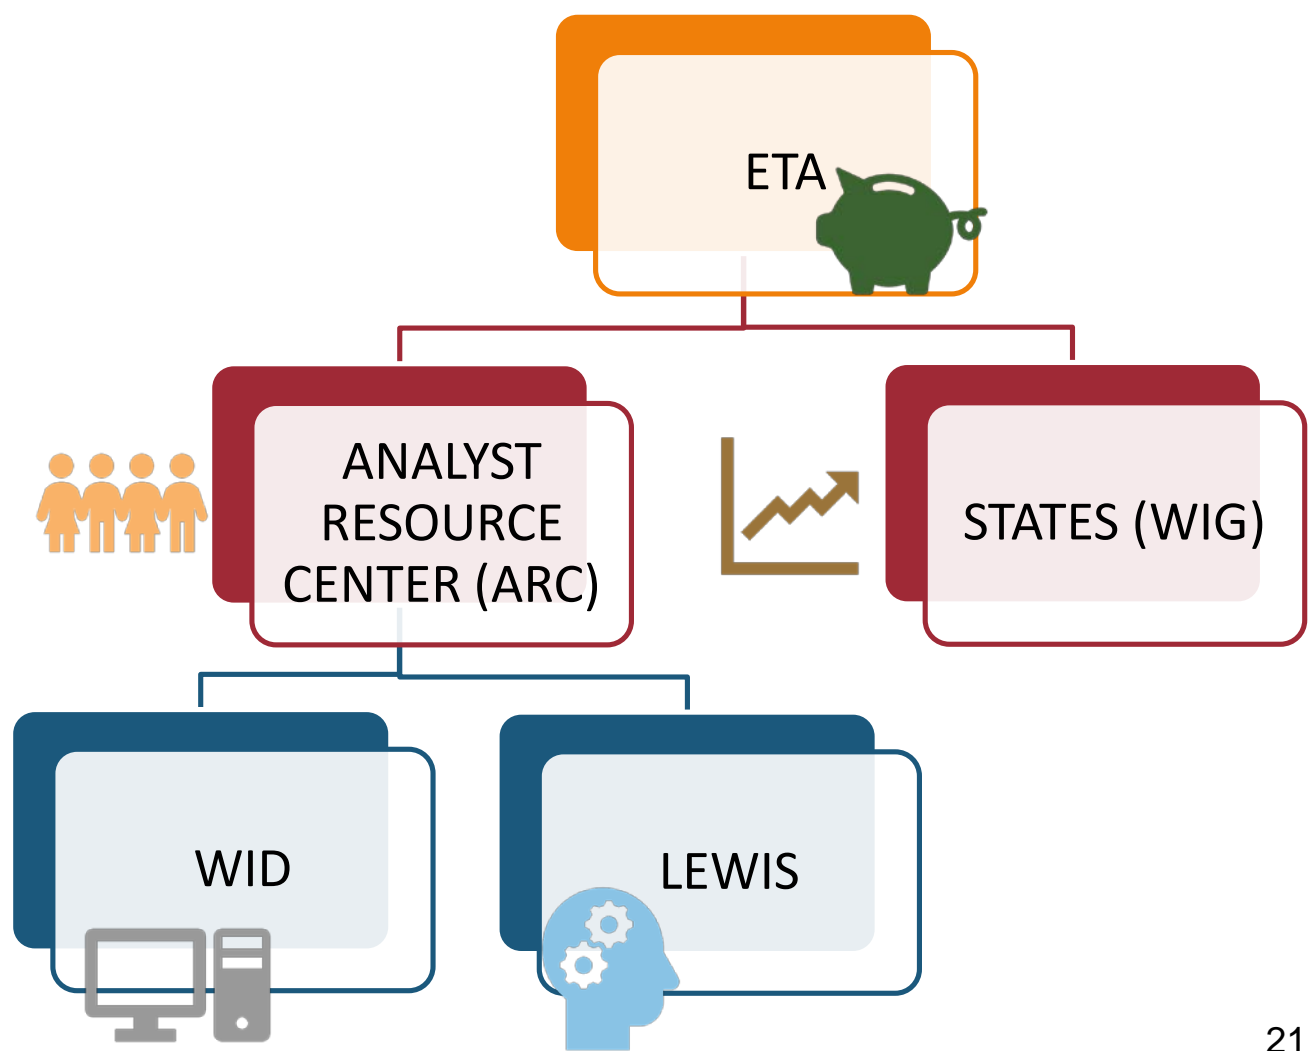 ETA
ANALYST
RESOURCE
CENTER (ARC)
STATES (WIG)
WID
LEWIS
21